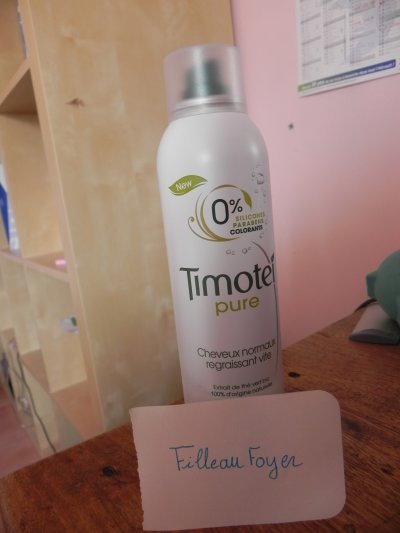 New
0%
SILICONES
PARABENS
COLORANTS
Timotei
pure
Cheveux normaux
regraissant vite
Extrait de thé vert bio
100% d'origine naturelle
Filleau Foyer